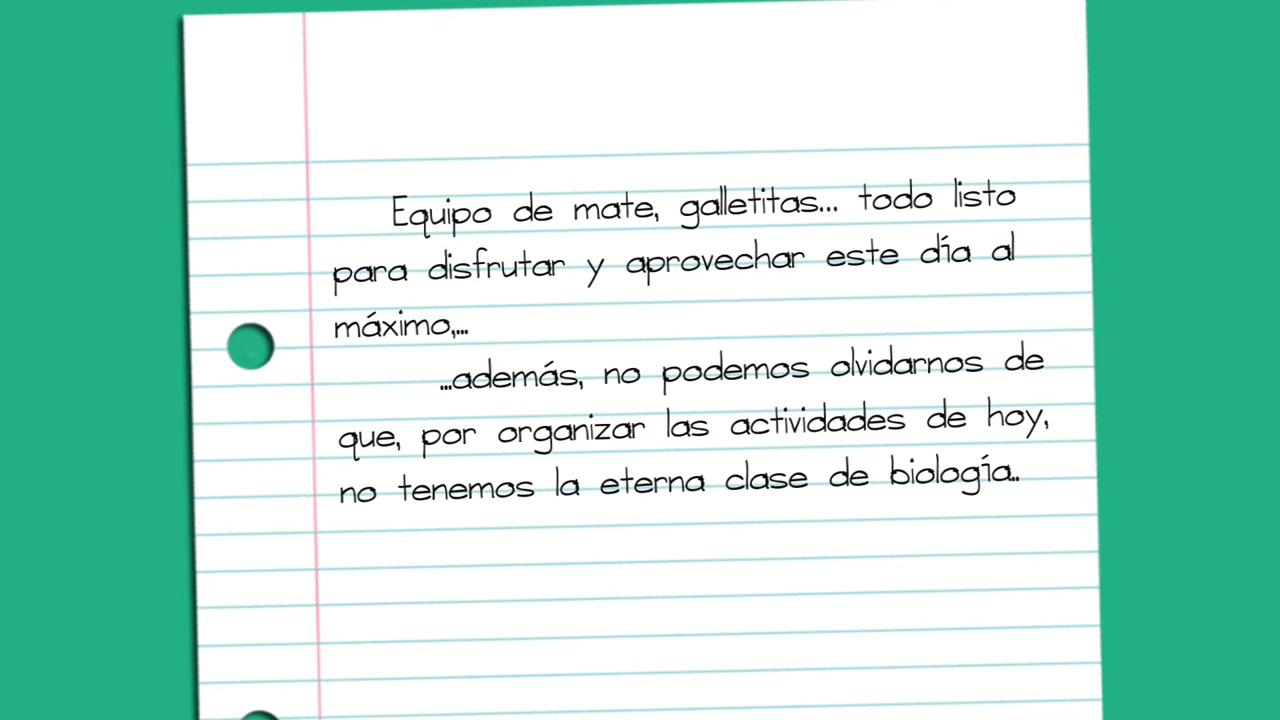 Equipo de mate, galletitas... todo listo
para disfrutar y aprovechar este día al
máximo,...
...además, no podemos olvidarnos de
que, por organizar las actividades de hoy,
no tenemos la eterna clase de biología..